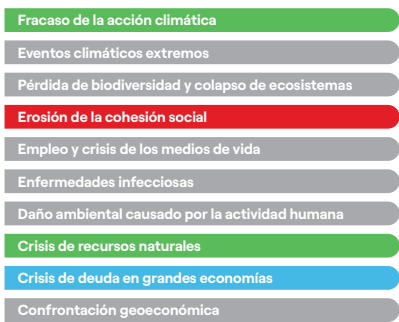 Fracaso de la acción climática
Eventos climáticos extremos
Pérdida de biodiversidad y colapso de ecosistemas
Erosión de la cohesión social
Empleo y crisis de los medios de vida
Enfermedades infecciosas
Daño ambiental causado por la actividad humana
Crisis de recursos naturales
Crisis de deuda en grandes economías
Confrontación geoeconómica